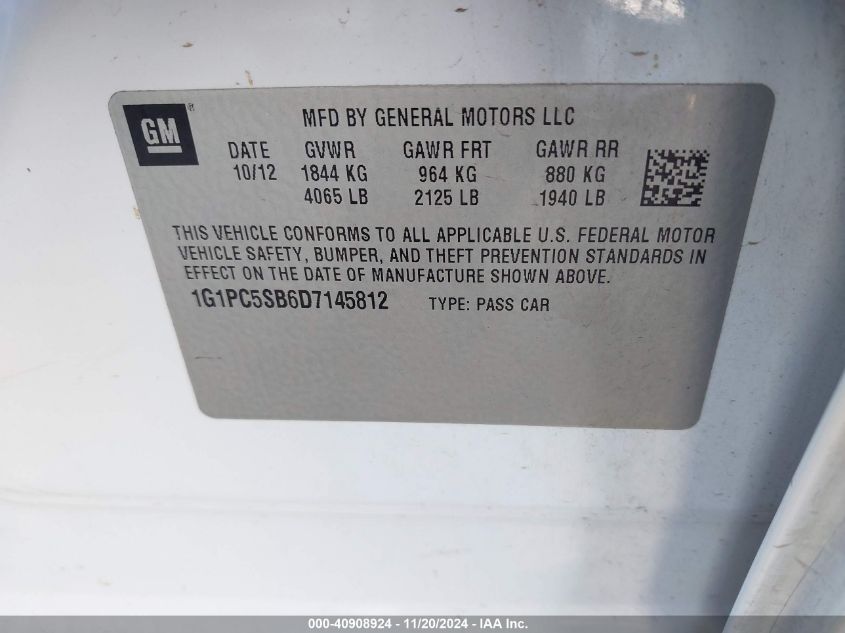 GM ® MFD BY GENERAL MOTORS LLC
DATE GVWR GAWR FRT GAWR RR
10/12 1844 KG 964 KG 880 KG
4065 LB 2125 LB 1940 LB
THIS VEHICLE CONFORMS TO ALL APPLICABLE U.S. FEDERAL MOTOR
VEHICLE SAFETY, BUMPER, AND THEFT PREVENTION STANDARDS IN
EFFECT ON THE DATE OF MANUFACTURE SHOWN ABOVE.
1G1PC5SB6D7145812 TYPE: PASS CAR
000-40908924 - 11/20/2024 - IAA Inc.